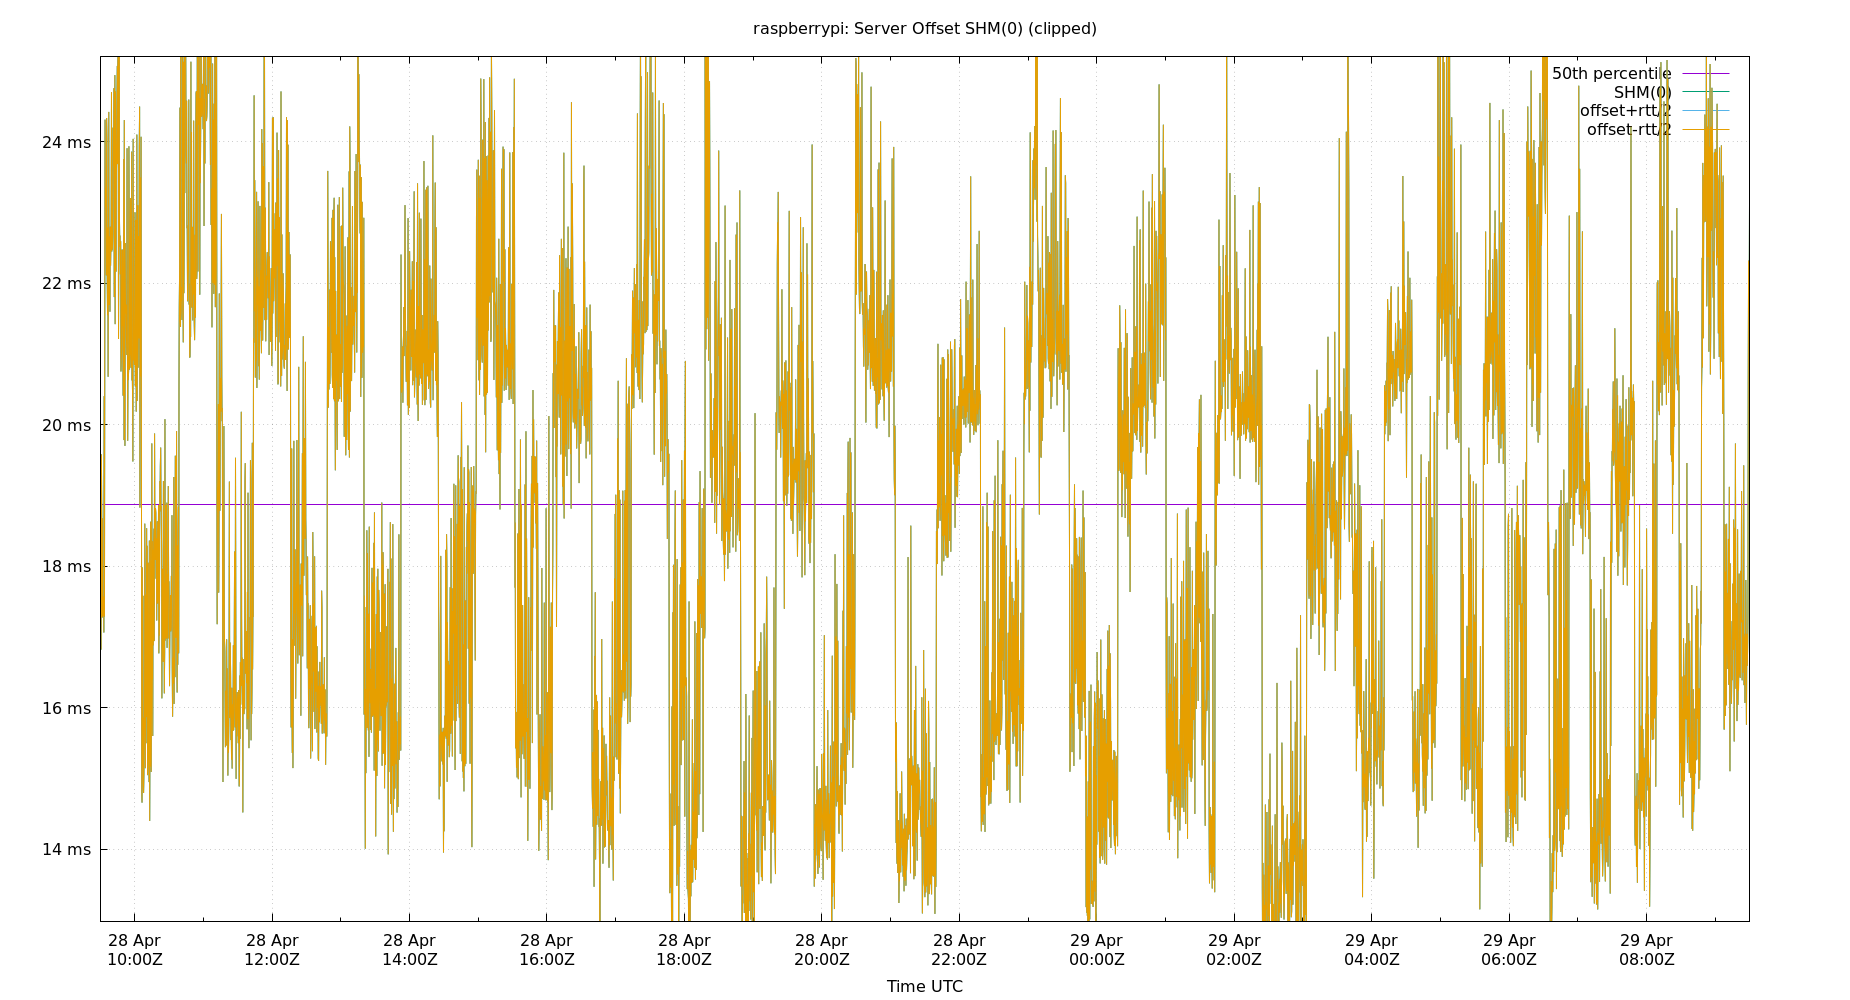 raspberrypi: Server Offset SHM(0) (clipped)
50th percentile
SHM(0)
offset+rtt/2
offset-rtt/2
24 ms
22 ms
20 ms
18 ms
16 ms
14 ms
28 Apr 28 Apr 28 Apr 28 Apr 28 Apr 28 Apr 28 Apr 29 Apr 29 Apr 29 Apr 29 Apr 29 Apr
10:00Z 12:00Z 14:00Z 16:00Z 18:00Z 20:00Z 22:00Z 00:00Z 02:00Z 04:00Z 06:00Z 08:00Z
Time UTC